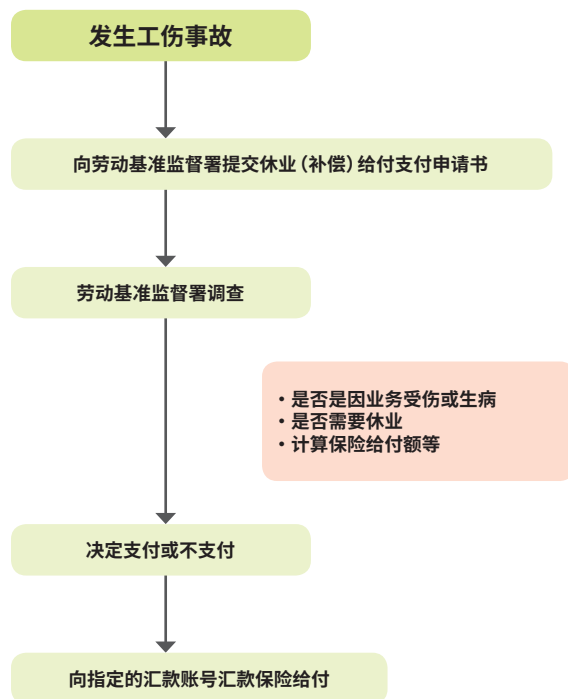 发生工伤事故
向劳动基准监督署提交休业（补偿）给付支付申请书
劳动基准监督署调查
・是否是因业务受伤或生病
・是否需要休业
・计算保险给付额等
决定支付或不支付
向指定的汇款账号汇款保险给付